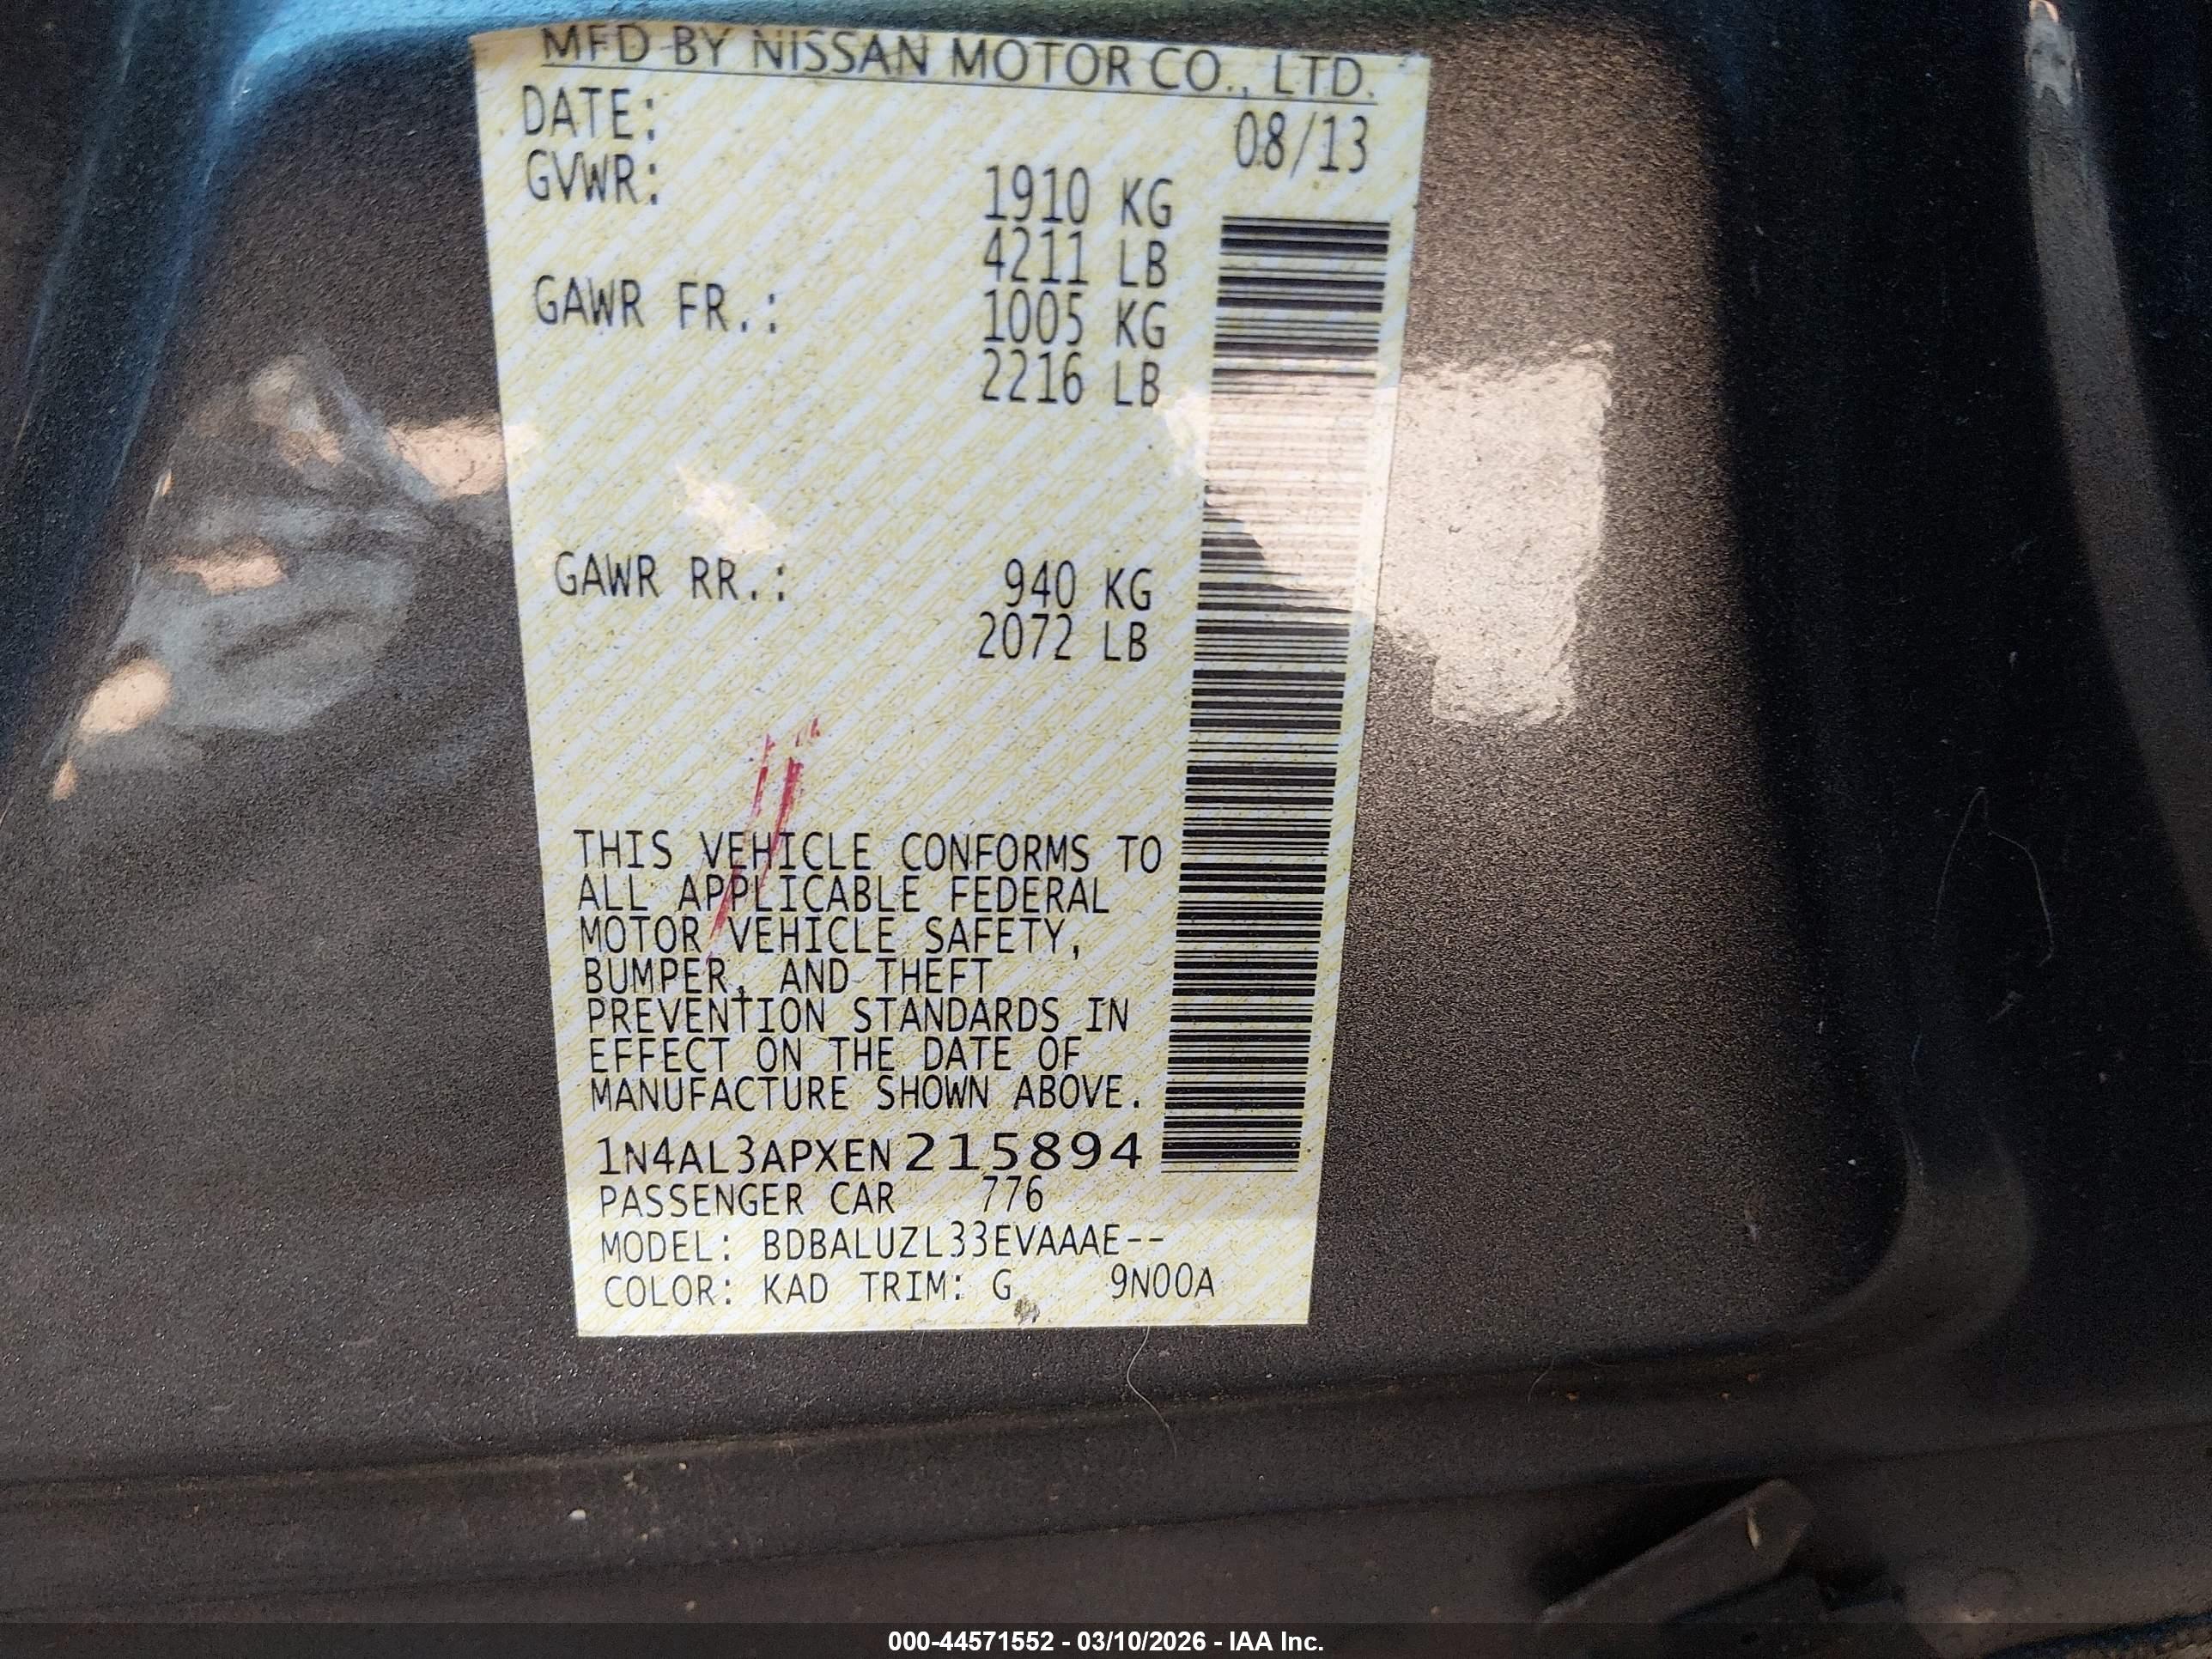 MFD BY NISSAN MOTOR CO., LTD.
DATE: 08/13
GVWR: 1910 KG
4211 LB
GAWR FR.: 1005 KG
2216 LB
GAWR RR.: 940 KG
2072 LB
THIS VEHICLE CONFORMS TO
ALL APPLICABLE FEDERAL
MOTOR VEHICLE SAFETY,
BUMPER, AND THEFT
PREVENTION STANDARDS IN
EFFECT ON THE DATE OF
MANUFACTURE SHOWN ABOVE.
1N4AL3APXEN215894
PASSENGER CAR 776
MODEL: BDBALUZL33EVAAAE--
COLOR: KAD TRIM: G 9N00A
000-44571552 - 03/10/2026 - IAA Inc.